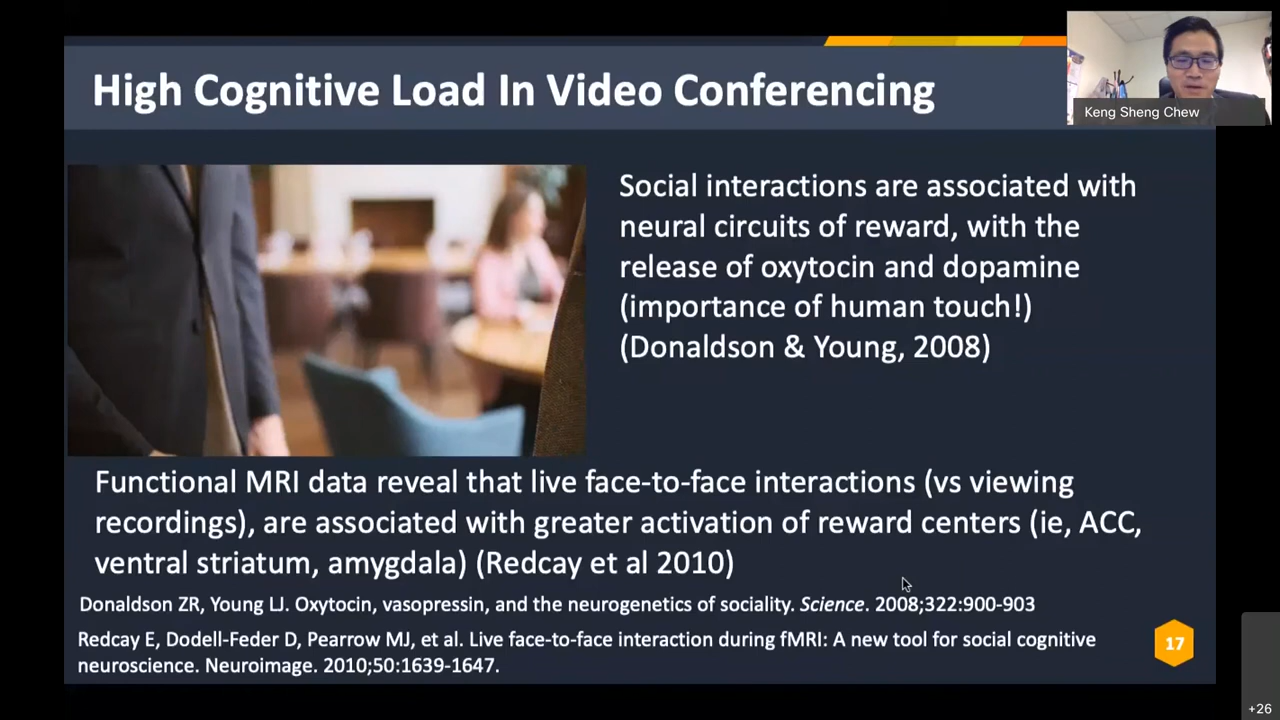 High Cognitive Load In Video Conferencing
Keng Sheng Chew
Social interactions are associated with
neural circuits of reward, with the
release of oxytocin and dopamine
(importance of human touch!)
(Donaldson & Young, 2008)
Functional MRI data reveal that live face-to-face interactions (vs viewing
recordings), are associated with greater activation of reward centers (ie, ACC,
ventral striatum, amygdala) (Redcay et al 2010)
Donaldson ZR, Young LJ. Oxytocin, vasopressin, and the neurogenetics of sociality. Science. 2008;322:900-903
Redcay E, Dodell-Feder D, Pearrow MJ, et al. Live face-to-face interaction during fMRI: A new tool for social cognitive
neuroscience. Neuroimage. 2010;50:1639-1647.
17
+26